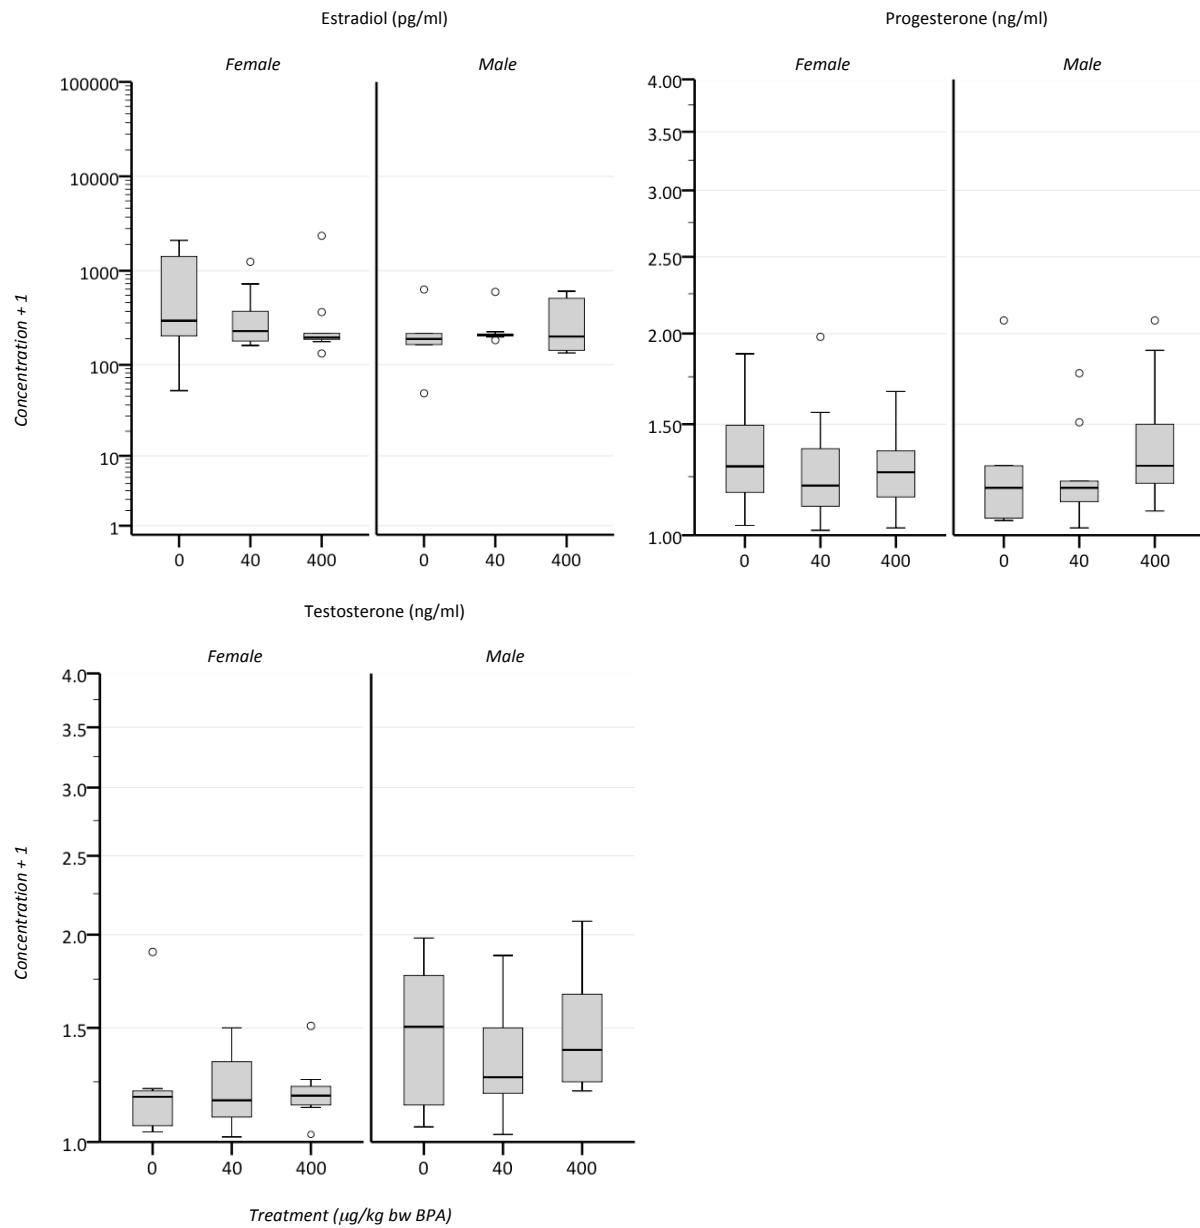 Estradiol (pg/ml)
Female Male
Concentration + 1
100000
10000
1000
100
10
1
0 40 400 0 40 400
Progesterone (ng/ml)
Female Male
4.00
3.50
3.00
2.50
2.00
1.50
1.00
0 40 400 0 40 400
Testosterone (ng/ml)
Female Male
Concentration + 1
4.0
3.5
3.0
2.5
2.0
1.5
1.0
0 40 400 0 40 400
Treatment (μg/kg bw BPA)